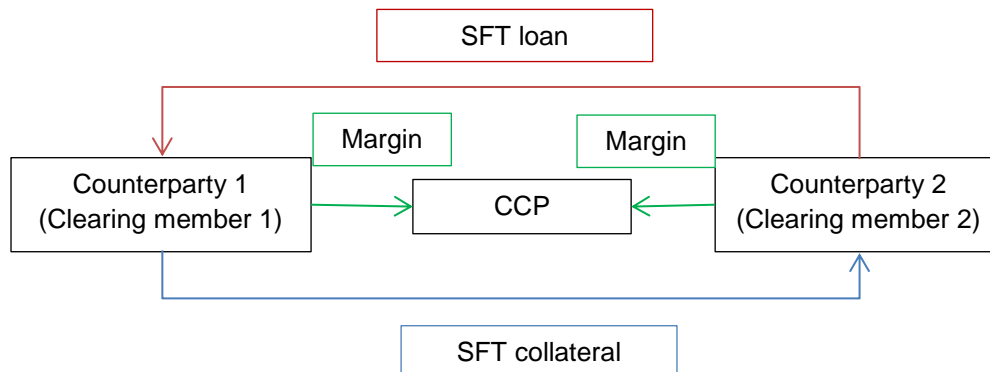 SFT loan
Margin
Margin
Counterparty 1
(Clearing member 1)
CCP
Counterparty 2
(Clearing member 2)
SFT collateral